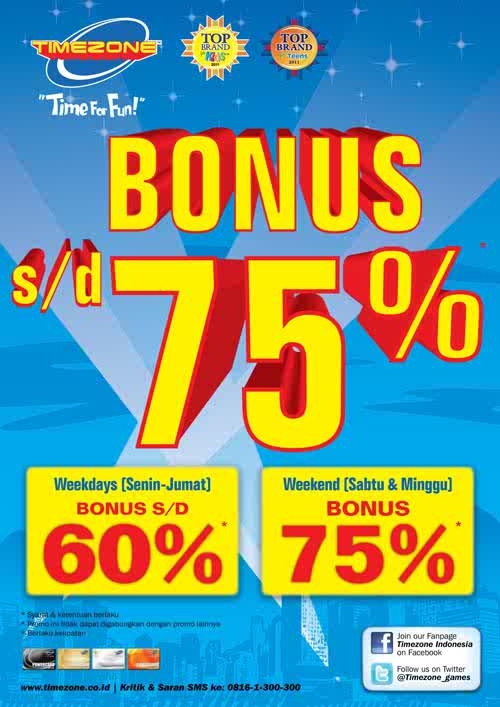 TIMEZONE
TOP BRAND
for KIDS
2011
TOP BRAND
for Teens
2011
"Time For Fun!"
BONUS
s/d 75%*
Weekdays [Senin-Jumat]
BONUS S/D
60%*
Weekend [Sabtu & Minggu]
BONUS
75%*
* Syarat & ketentuan berlaku
* Promo ini tidak dapat digabungkan dengan promo lainnya
* Berlaku kelipatan
POWERCARD
Join our Fanpage
Timezone Indonesia
on Facebook
Follow us on Twitter
@Timezone_games
www.timezone.co.id | Kritik & Saran SMS ke: 0816-1-300-300